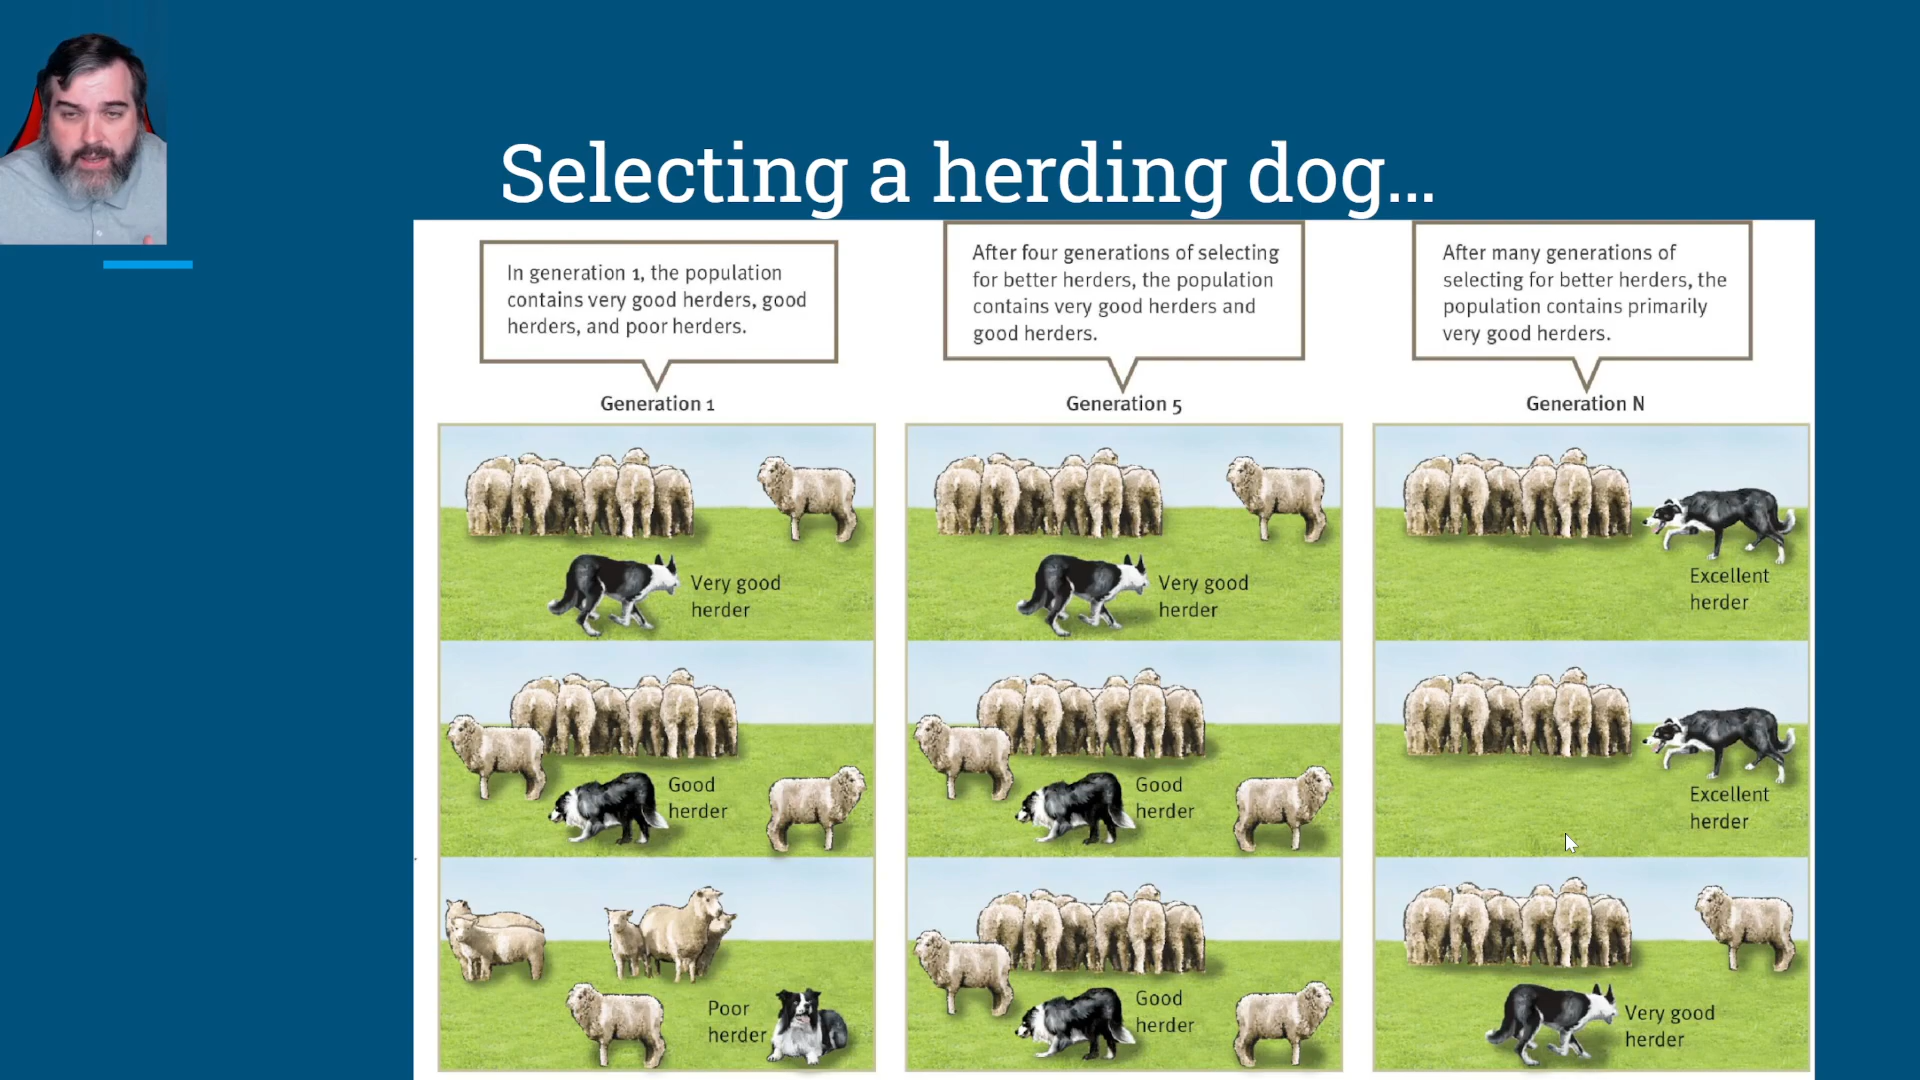 Selecting a herding dog...
In generation 1, the population
contains very good herders, good
herders, and poor herders.
After four generations of selecting
for better herders, the population
contains very good herders and
good herders.
After many generations of
selecting for better herders, the
population contains primarily
very good herders.
Generation 1
Generation 5
Generation N
Very good
herder
Very good
herder
Excellent
herder
Good
herder
Good
herder
Excellent
herder
Poor
herder
Good
herder
Very good
herder